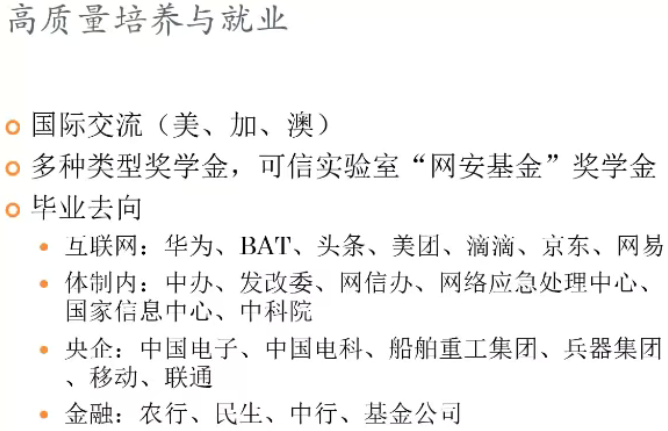 高质量培养与就业
国际交流（美、加、澳）
多种类型奖学金，可信实验室“网安基金”奖学金
毕业去向
互联网：华为、BAT、头条、美团、滴滴、京东、网易
体制内：中办、发改委、网信办、网络应急处理中心、
国家信息中心、中科院
央企：中国电子、中国电科、船舶重工集团、兵器集团
、移动、联通
金融：农行、民生、中行、基金公司